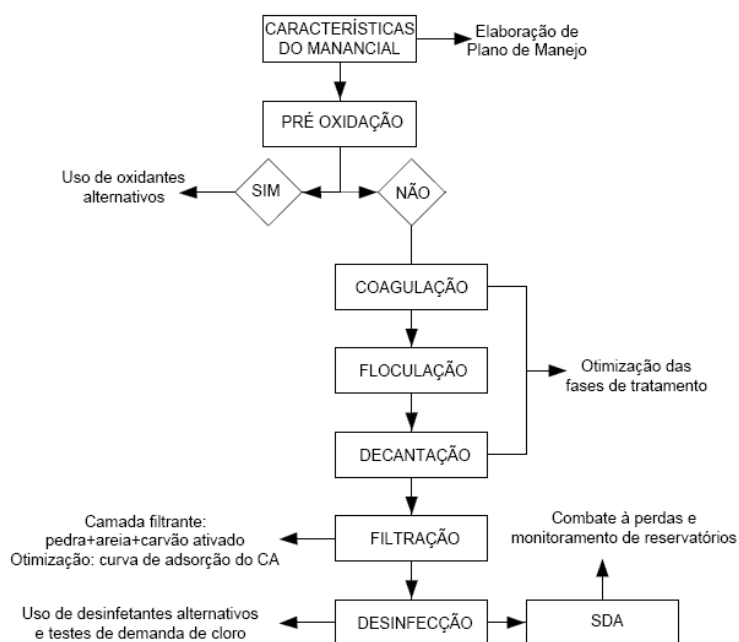 CARACTERÍSTICAS
DO MANANCIAL
Elaboração de
Plano de Manejo
PRÉ OXIDAÇÃO
Uso de oxidantes
alternativos
SIM
NÃO
COAGULAÇÃO
FLOCULAÇÃO
Otimização das
fases de tratamento
DECANTAÇÃO
Camada filtrante:
pedra+areia+carvão ativado
Otimização: curva de adsorção do CA
FILTRAÇÃO
Combate à perdas e
monitoramento de reservatórios
Uso de desinfetantes alternativos
e testes de demanda de cloro
DESINFECÇÃO
SDA